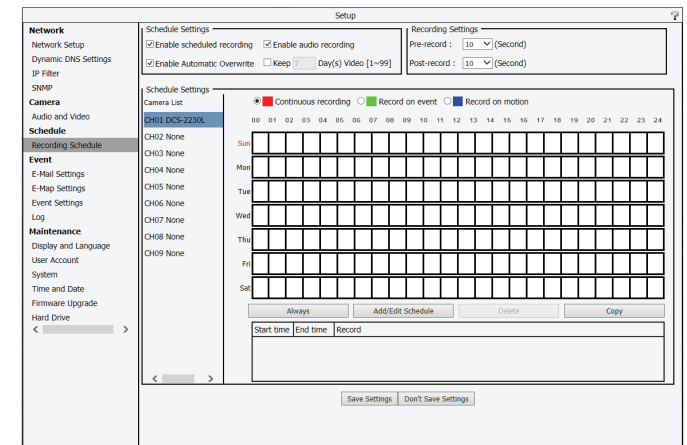 Setup
Network
Network Setup
Dynamic DNS Settings
IP Filter
SNMP
Camera
Audio and Video
Schedule
Recording Schedule
Event
E-Mail Settings
E-Map Settings
Event Settings
Log
Maintenance
Display and Language
User Account
System
Time and Date
Firmware Upgrade
Hard Drive
Schedule Settings
Enable scheduled recording Enable audio recording
Enable Automatic Overwrite Keep 7 Day(s) Video [1~99]
Recording Settings
Pre-record : 10 (Second)
Post-record : 10 (Second)
Schedule Settings
Camera List
CH01 DCS-2230L
CH02 None
CH03 None
CH04 None
CH05 None
CH06 None
CH07 None
CH08 None
CH09 None
Continuous recording Record on event Record on motion
00 01 02 03 04 05 06 07 08 09 10 11 12 13 14 15 16 17 18 19 20 21 22 23 24
Sun
Mon
Tue
Wed
Thu
Fri
Sat
Always Add/Edit Schedule Delete Copy
Start time End time Record
Save Settings Don't Save Settings